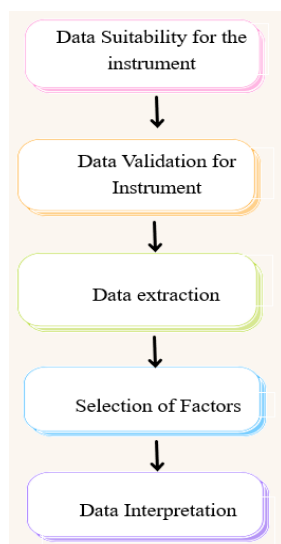 Data Suitability for the
instrument
Data Validation for
Instrument
Data extraction
Selection of Factors
Data Interpretation